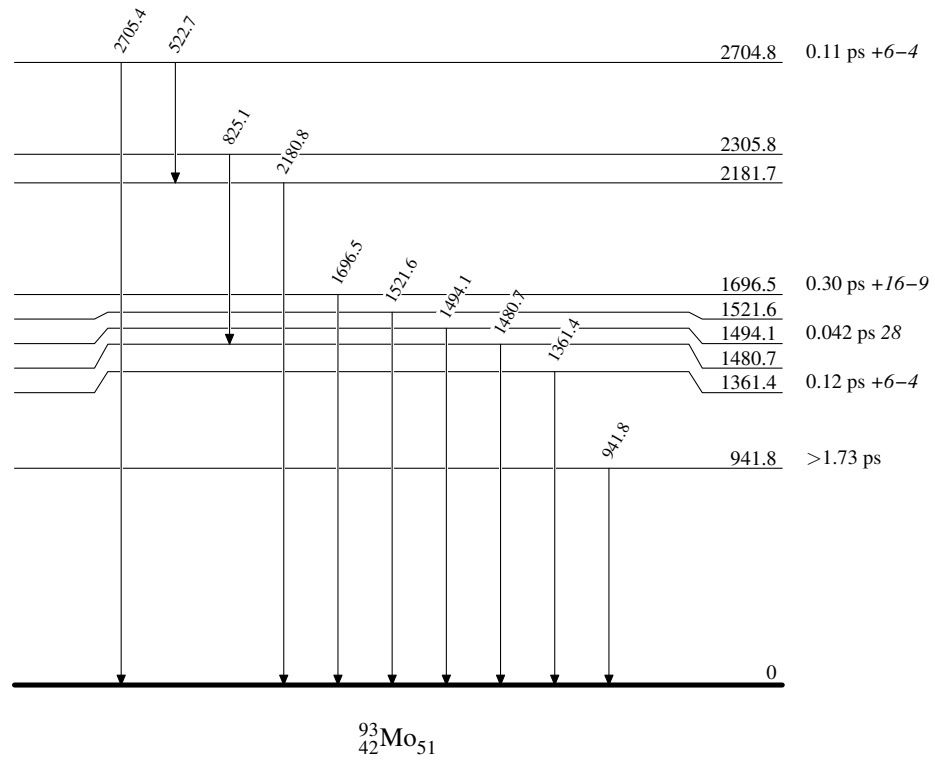 2705.4
522.7
2704.8 0.11 ps +6−4
825.1
2305.8
2180.8
2181.7
1696.5
1696.5 0.30 ps +16−9
1521.6
1521.6
1494.1
1494.1 0.042 ps 28
1480.7
1480.7
1361.4
1361.4 0.12 ps +6−4
941.8
941.8 >1.73 ps
0
93
42Mo51